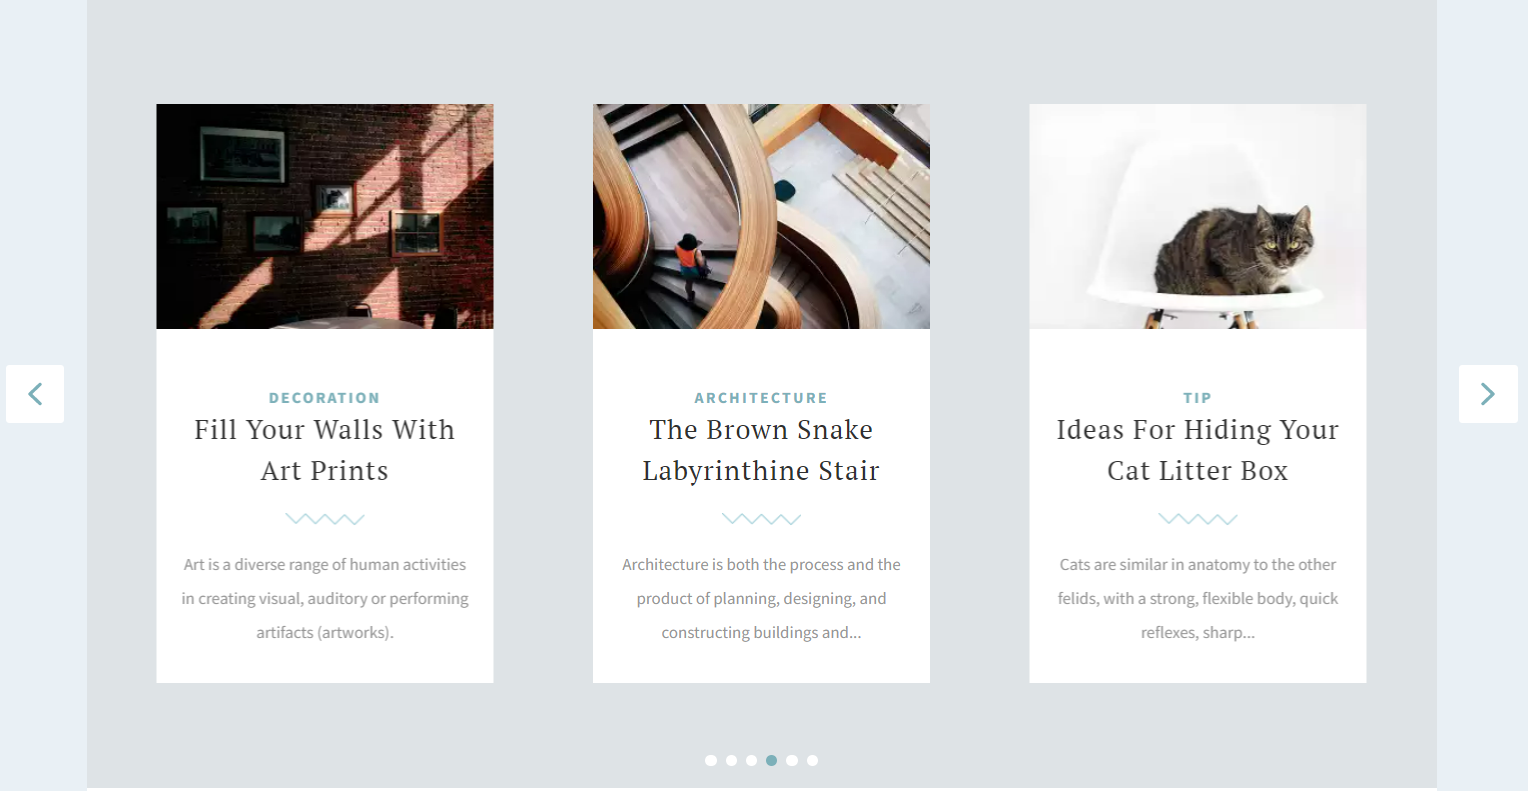 DECORATION
Fill Your Walls With
Art Prints
Art is a diverse range of human activities
in creating visual, auditory or performing
artifacts (artworks).
ARCHITECTURE
The Brown Snake
Labyrinthine Stair
Architecture is both the process and the
product of planning, designing, and
constructing buildings and...
TIP
Ideas For Hiding Your
Cat Litter Box
Cats are similar in anatomy to the other
felids, with a strong, flexible body, quick
reflexes, sharp...